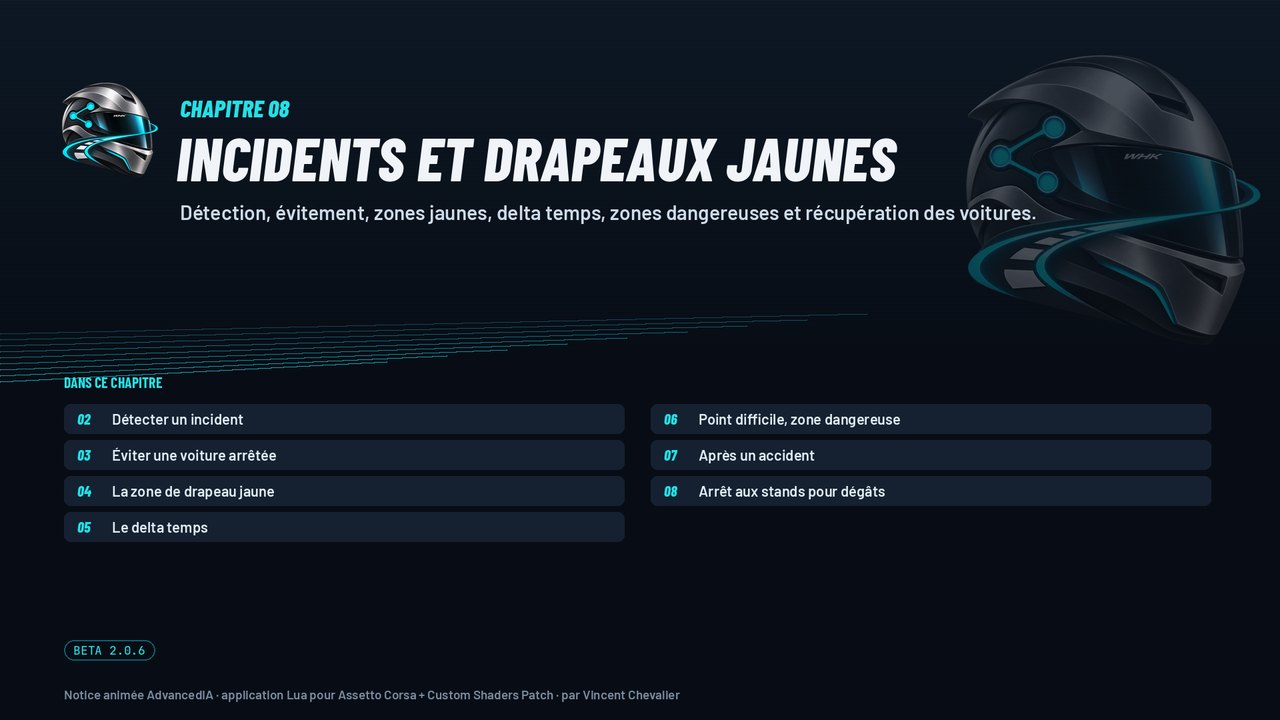 CHAPITRE 08
INCIDENTS ET DRAPEAUX JAUNES
Détection, évitement, zones jaunes, delta temps, zones dangereuses et récupération des voitures.
WHK
DANS CE CHAPITRE
02 Détecter un incident
03 Éviter une voiture arrêtée
04 La zone de drapeau jaune
05 Le delta temps
06 Point difficile, zone dangereuse
07 Après un accident
08 Arrêt aux stands pour dégâts
BETA 2.0.6
Notice animée AdvancedIA · application Lua pour Assetto Corsa + Custom Shaders Patch · par Vincent Chevalier